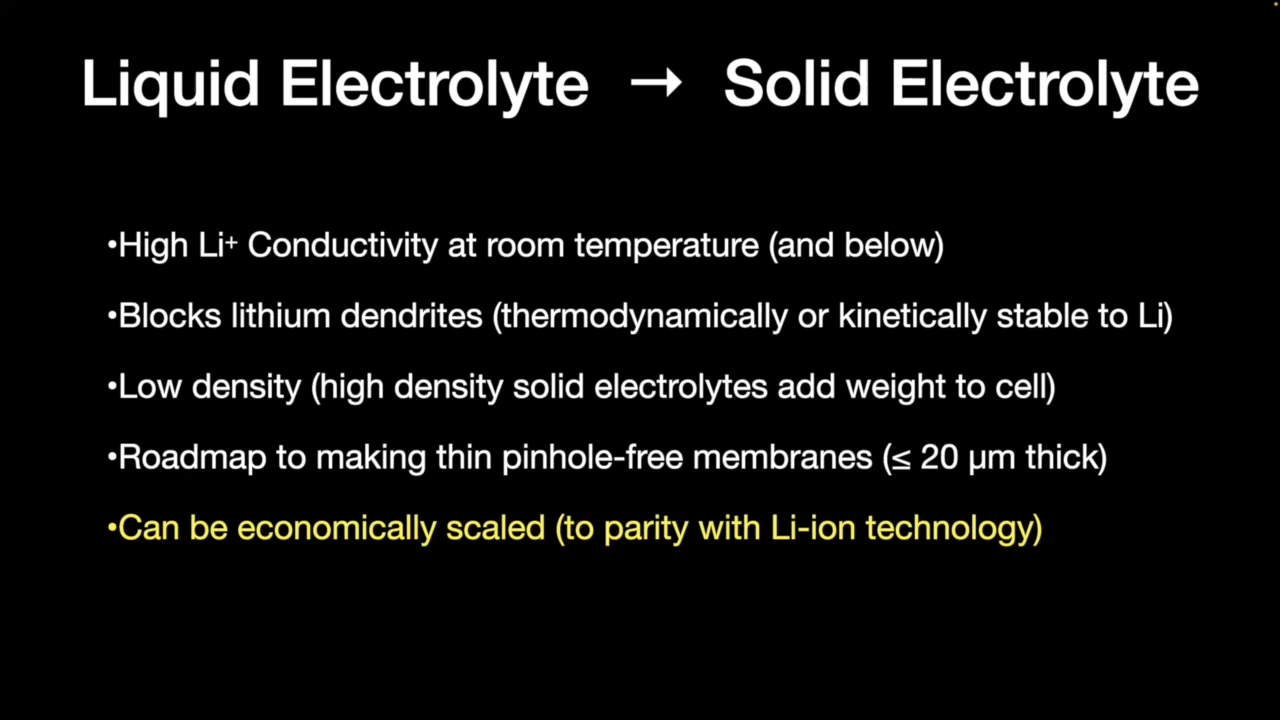 Liquid Electrolyte → Solid Electrolyte
•High Li⁺ Conductivity at room temperature (and below)
•Blocks lithium dendrites (thermodynamically or kinetically stable to Li)
•Low density (high density solid electrolytes add weight to cell)
•Roadmap to making thin pinhole-free membranes (≤ 20 μm thick)
•Can be economically scaled (to parity with Li-ion technology)